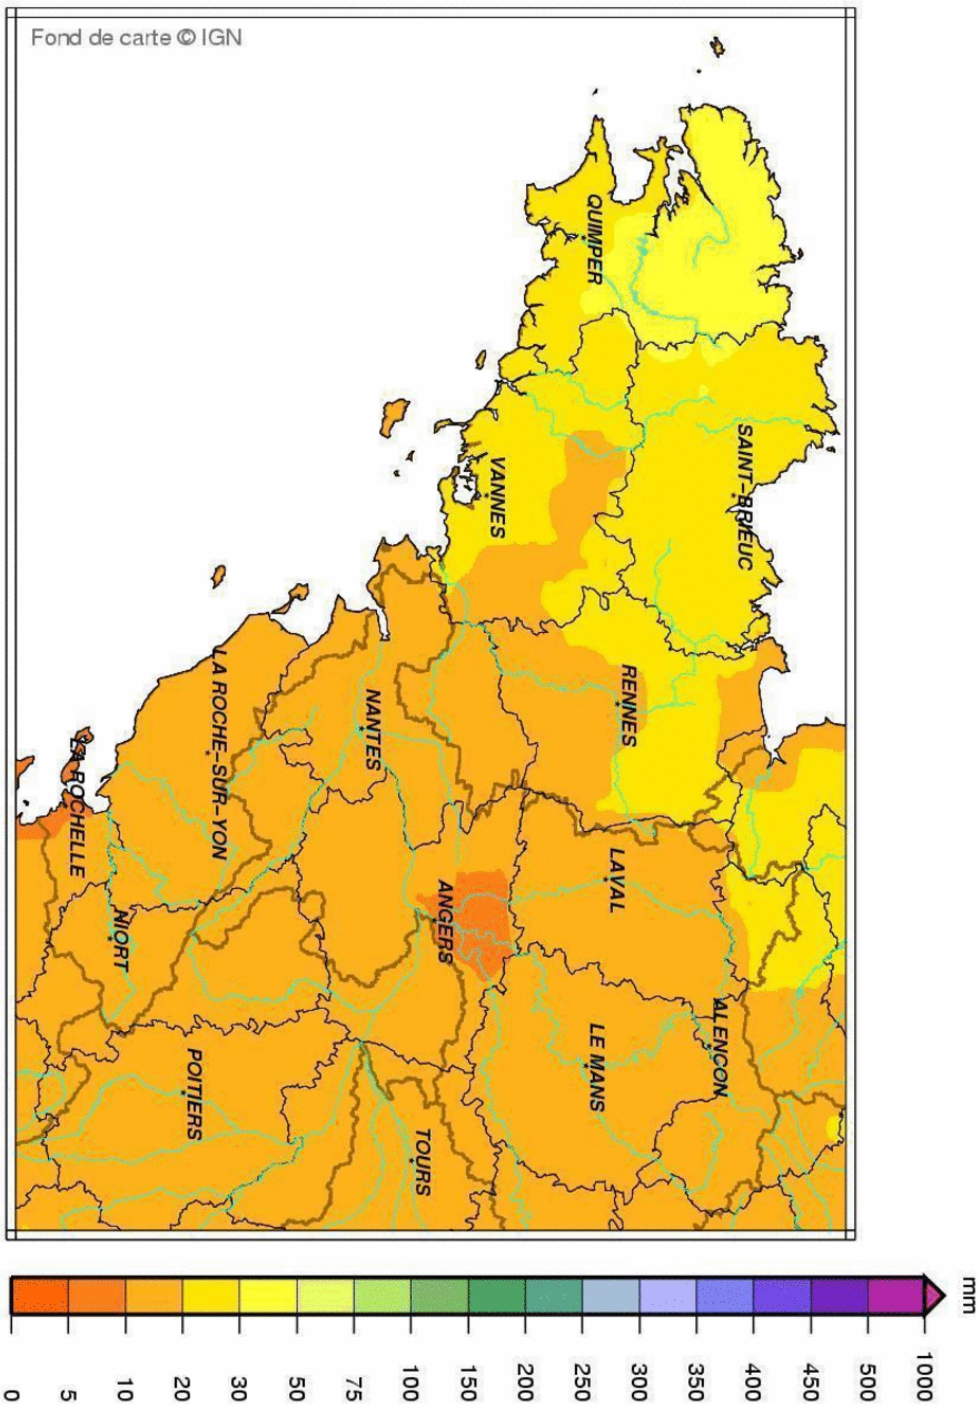 Fond de carte © IGN
QUIMPER
SAINT-BRIEUC
VANNES
RENNES
LAVAL
ALENCON
LE MANS
NANTES
ANGERS
TOURS
LA ROCHE-SUR-YON
LA ROCHELLE
NIORT
POITIERS
mm
0 5 10 20 30 50 75 100 150 200 250 300 350 400 450 500 1000